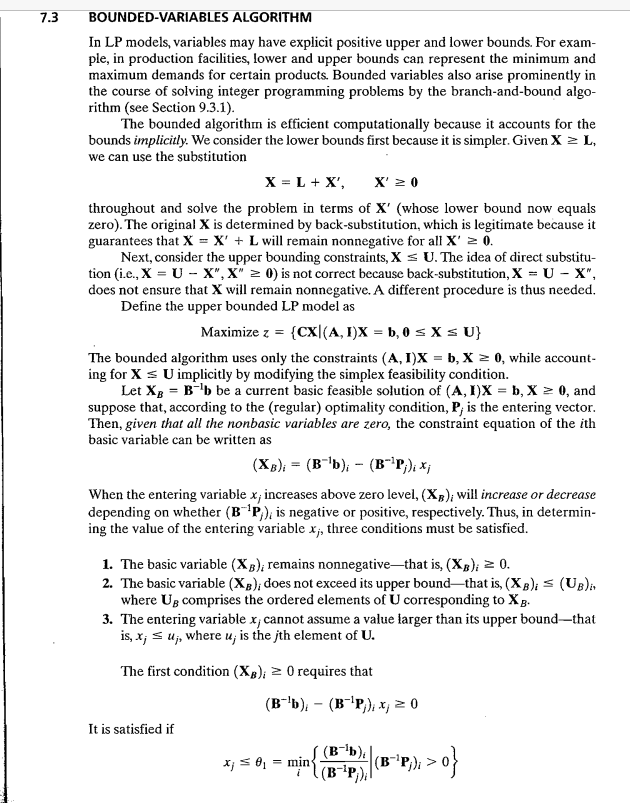 7.3 BOUNDED-VARIABLES ALGORITHM
In LP models, variables may have explicit positive upper and lower bounds. For exam-
ple, in production facilities, lower and upper bounds can represent the minimum and
maximum demands for certain products. Bounded variables also arise prominently in
the course of solving integer programming problems by the branch-and-bound algo-
rithm (see Section 9.3.1).
The bounded algorithm is efficient computationally because it accounts for the
bounds implicitly. We consider the lower bounds first because it is simpler. Given X ≥ L,
we can use the substitution
X = L + X′, X′ ≥ 0
throughout and solve the problem in terms of X′ (whose lower bound now equals
zero). The original X is determined by back-substitution, which is legitimate because it
guarantees that X = X′ + L will remain nonnegative for all X′ ≥ 0.
Next, consider the upper bounding constraints, X ≤ U. The idea of direct substitu-
tion (i.e., X = U − X″, X″ ≥ 0) is not correct because back-substitution, X = U − X″,
does not ensure that X will remain nonnegative. A different procedure is thus needed.
Define the upper bounded LP model as
Maximize z = {CX|(A, I)X = b, 0 ≤ X ≤ U}
The bounded algorithm uses only the constraints (A, I)X = b, X ≥ 0, while account-
ing for X ≤ U implicitly by modifying the simplex feasibility condition.
Let X_B = B⁻¹b be a current basic feasible solution of (A, I)X = b, X ≥ 0, and
suppose that, according to the (regular) optimality condition, P_j is the entering vector.
Then, given that all the nonbasic variables are zero, the constraint equation of the ith
basic variable can be written as
(X_B)_i = (B⁻¹b)_i − (B⁻¹P_j)_i x_j
When the entering variable x_j increases above zero level, (X_B)_i will increase or decrease
depending on whether (B⁻¹P_j)_i is negative or positive, respectively. Thus, in determin-
ing the value of the entering variable x_j, three conditions must be satisfied.
1. The basic variable (X_B)_i remains nonnegative—that is, (X_B)_i ≥ 0.
2. The basic variable (X_B)_i does not exceed its upper bound—that is, (X_B)_i ≤ (U_B)_i,
where U_B comprises the ordered elements of U corresponding to X_B.
3. The entering variable x_j cannot assume a value larger than its upper bound—that
is, x_j ≤ u_j, where u_j is the jth element of U.
The first condition (X_B)_i ≥ 0 requires that
(B⁻¹b)_i − (B⁻¹P_j)_i x_j ≥ 0
It is satisfied if
x_j ≤ θ₁ = min_i { (B⁻¹b)_i / (B⁻¹P_j)_i | (B⁻¹P_j)_i > 0 }